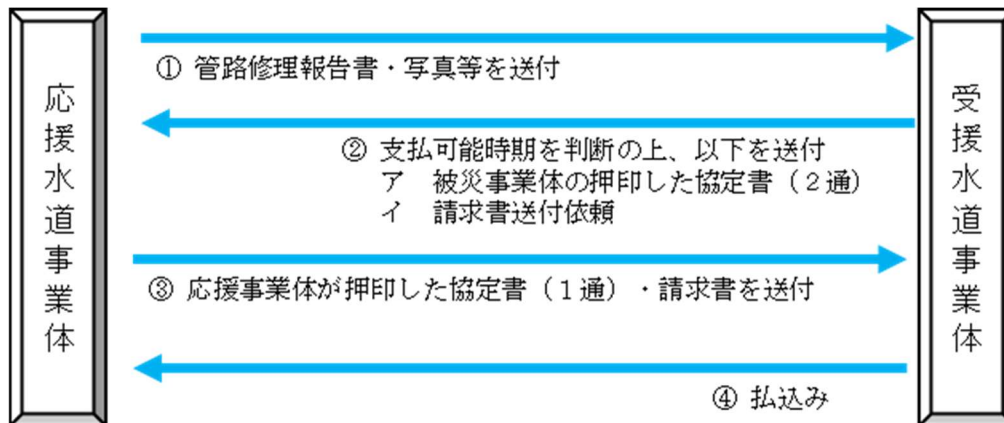 応援水道事業体
① 管路修理報告書・写真等を送付
② 支払可能時期を判断の上、以下を送付
ア 被災事業体の押印した協定書（２通）
イ 請求書送付依頼
③ 応援事業体が押印した協定書（１通）・請求書を送付
④ 払込み
受援水道事業体